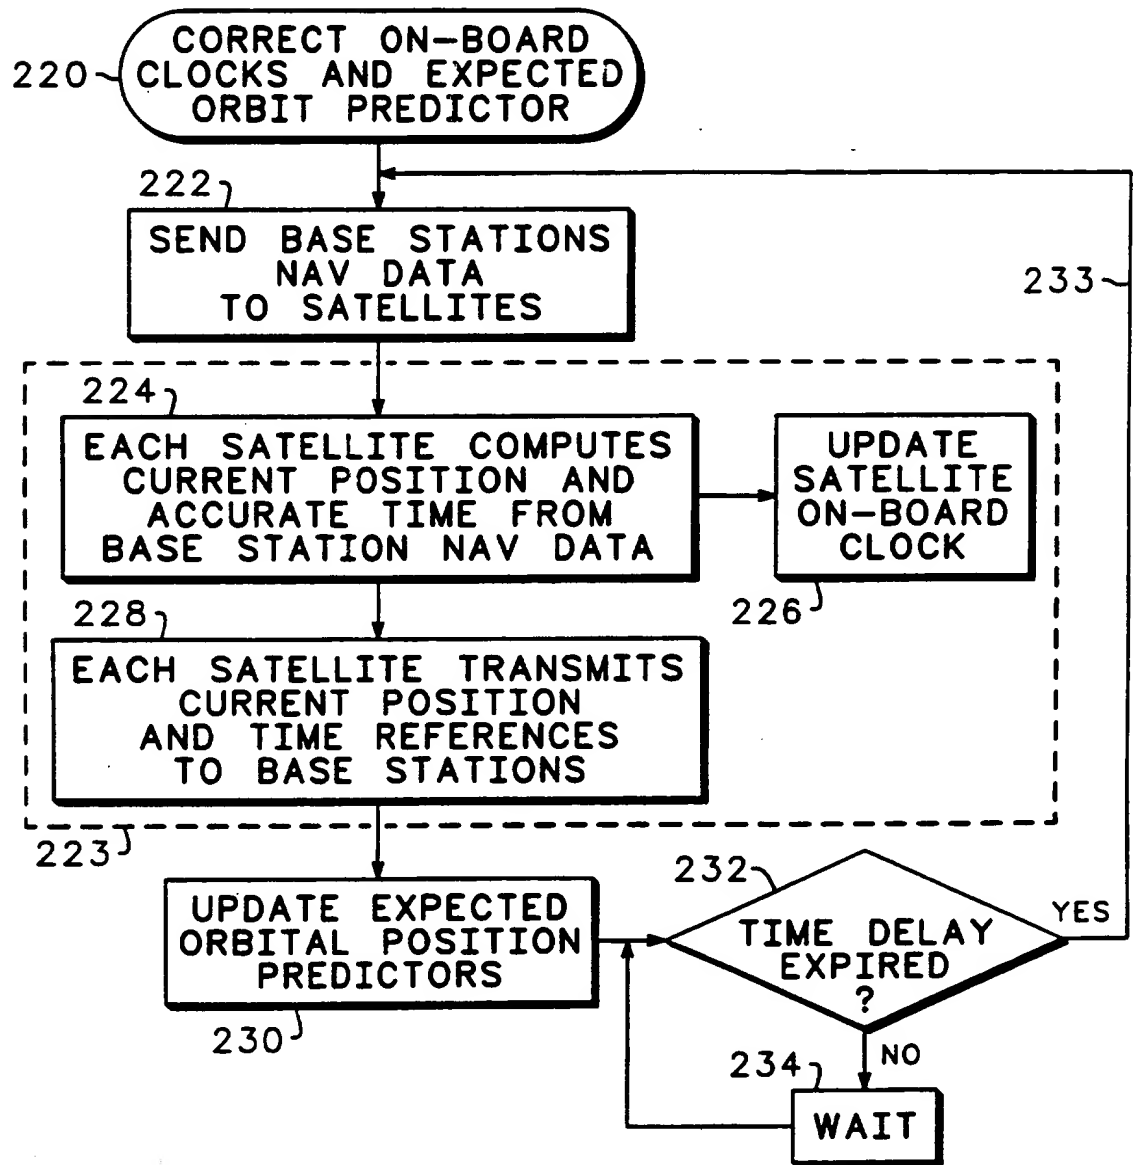 CORRECT ON-BOARD
CLOCKS AND EXPECTED
ORBIT PREDICTOR
220
222
SEND BASE STATIONS
NAV DATA
TO SATELLITES
233
224
EACH SATELLITE COMPUTES
CURRENT POSITION AND
ACCURATE TIME FROM
BASE STATION NAV DATA
UPDATE
SATELLITE
ON-BOARD
CLOCK
226
228
EACH SATELLITE TRANSMITS
CURRENT POSITION
AND TIME REFERENCES
TO BASE STATIONS
223
UPDATE EXPECTED
ORBITAL POSITION
PREDICTORS
230
232
TIME DELAY
EXPIRED
?
YES
NO
234
WAIT